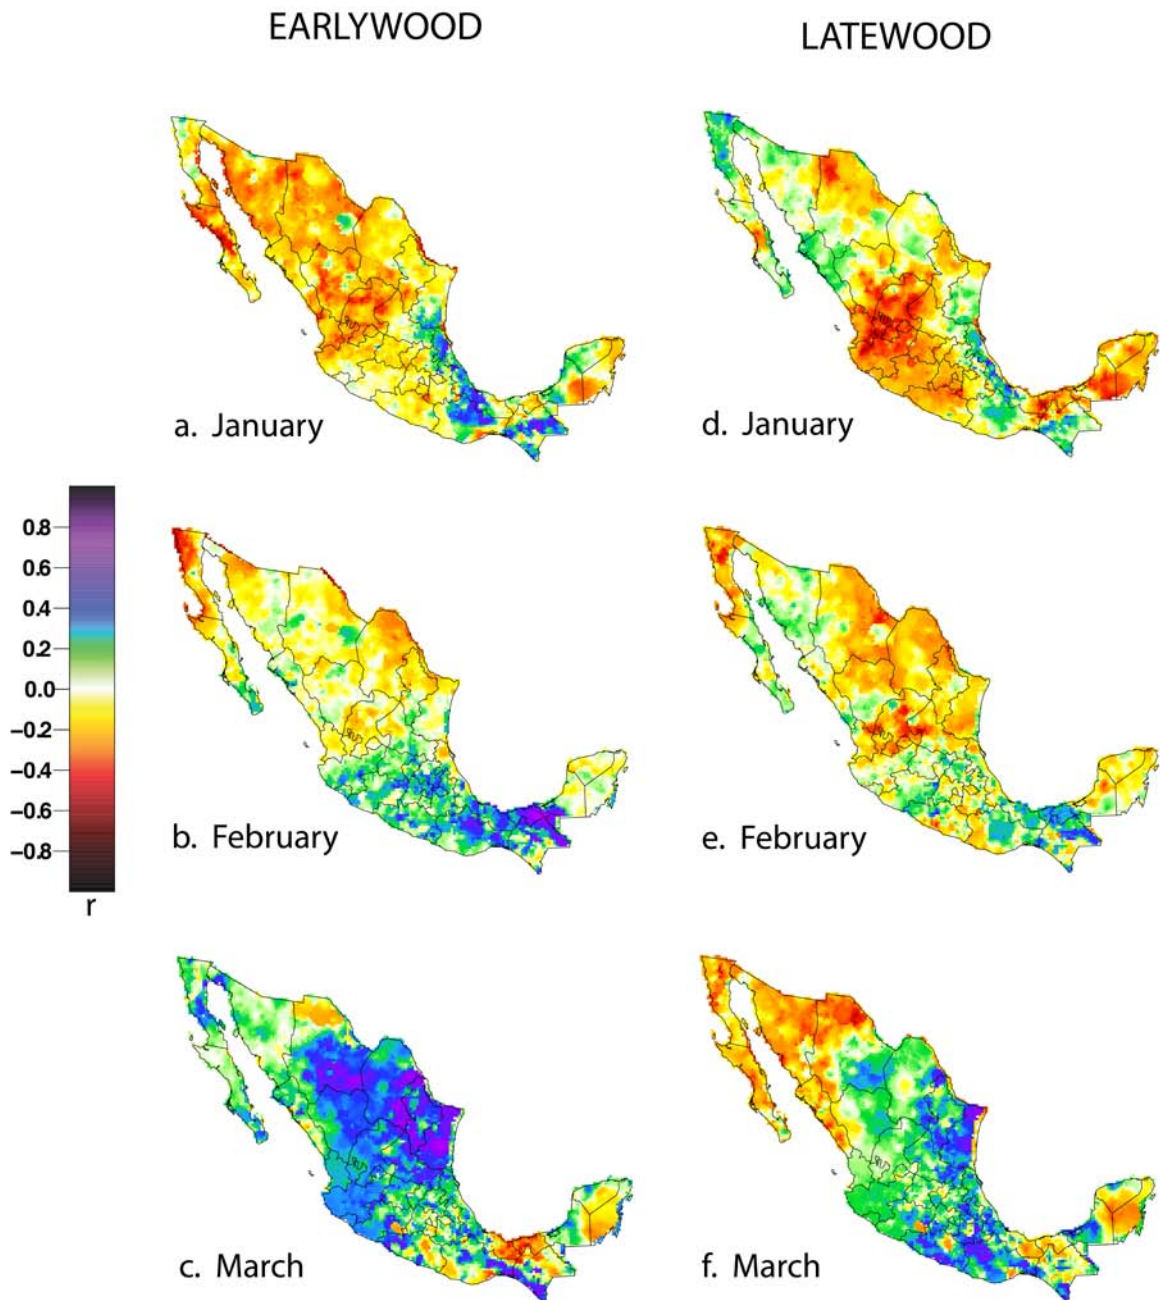 EARLYWOOD
LATEWOOD
a. January
d. January
0.8
0.6
0.4
0.2
0.0
−0.2
−0.4
−0.6
−0.8
r
b. February
e. February
c. March
f. March